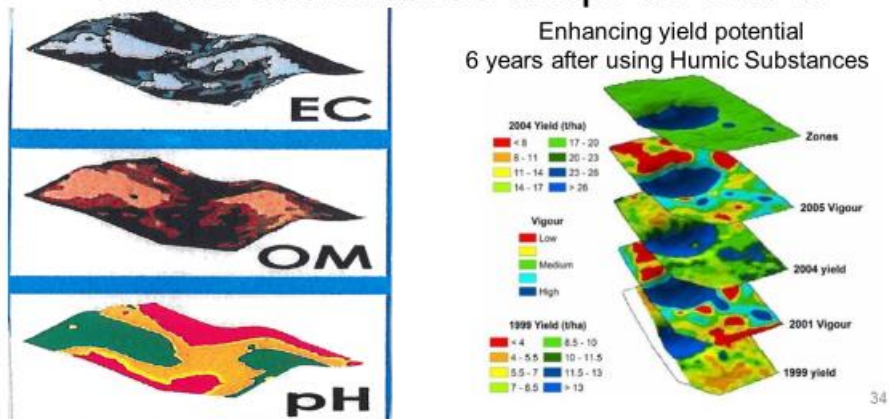 EC
OM
pH
Enhancing yield potential
6 years after using Humic Substances
2004 Yield (t/ha)
< 8 17 - 20
8 - 11 20 - 23
11 - 14 23 - 26
14 - 17 > 26
Vigour
Low
Medium
High
1999 Yield (t/ha)
< 4 8.5 - 10
4 - 5.5 10 - 11.5
5.5 - 7 11.5 - 13
7 - 8.5 > 13
Zones
2005 Vigour
2004 yield
2001 Vigour
1999 yield
34